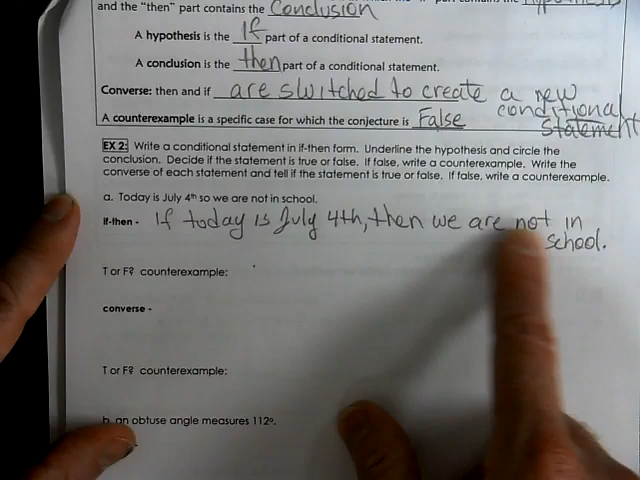 and the "then" part contains the Conclusion
A hypothesis is the If part of a conditional statement.
A conclusion is the then part of a conditional statement.
Converse: then and if are switched to create a new conditional statement
A counterexample is a specific case for which the conjecture is False
EX 2: Write a conditional statement in if-then form. Underline the hypothesis and circle the
conclusion. Decide if the statement is true or false. If false, write a counterexample. Write the
converse of each statement and tell if the statement is true or false. If false, write a counterexample.
a. Today is July 4th so we are not in school.
If-then - If today is July 4th, then we are not in
school.
T or F? counterexample:
converse -
T or F? counterexample:
b. an obtuse angle measures 112°.